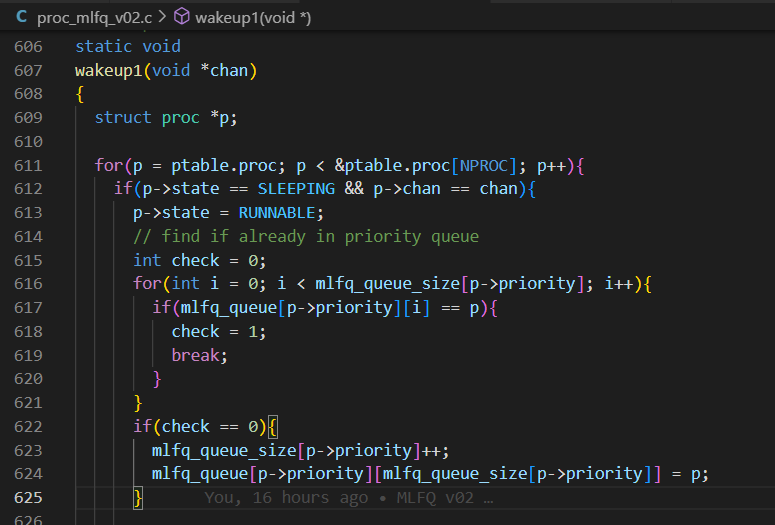 proc_mlfq_v02.c > wakeup1(void *)
606 static void
607 wakeup1(void *chan)
608 {
609   struct proc *p;
610
611   for(p = ptable.proc; p < &ptable.proc[NPROC]; p++){
612     if(p->state == SLEEPING && p->chan == chan){
613       p->state = RUNNABLE;
614       // find if already in priority queue
615       int check = 0;
616       for(int i = 0; i < mlfq_queue_size[p->priority]; i++){
617         if(mlfq_queue[p->priority][i] == p){
618           check = 1;
619           break;
620         }
621       }
622       if(check == 0){
623         mlfq_queue_size[p->priority]++;
624         mlfq_queue[p->priority][mlfq_queue_size[p->priority]] = p;
625       }       You, 16 hours ago • MLFQ v02 …
626